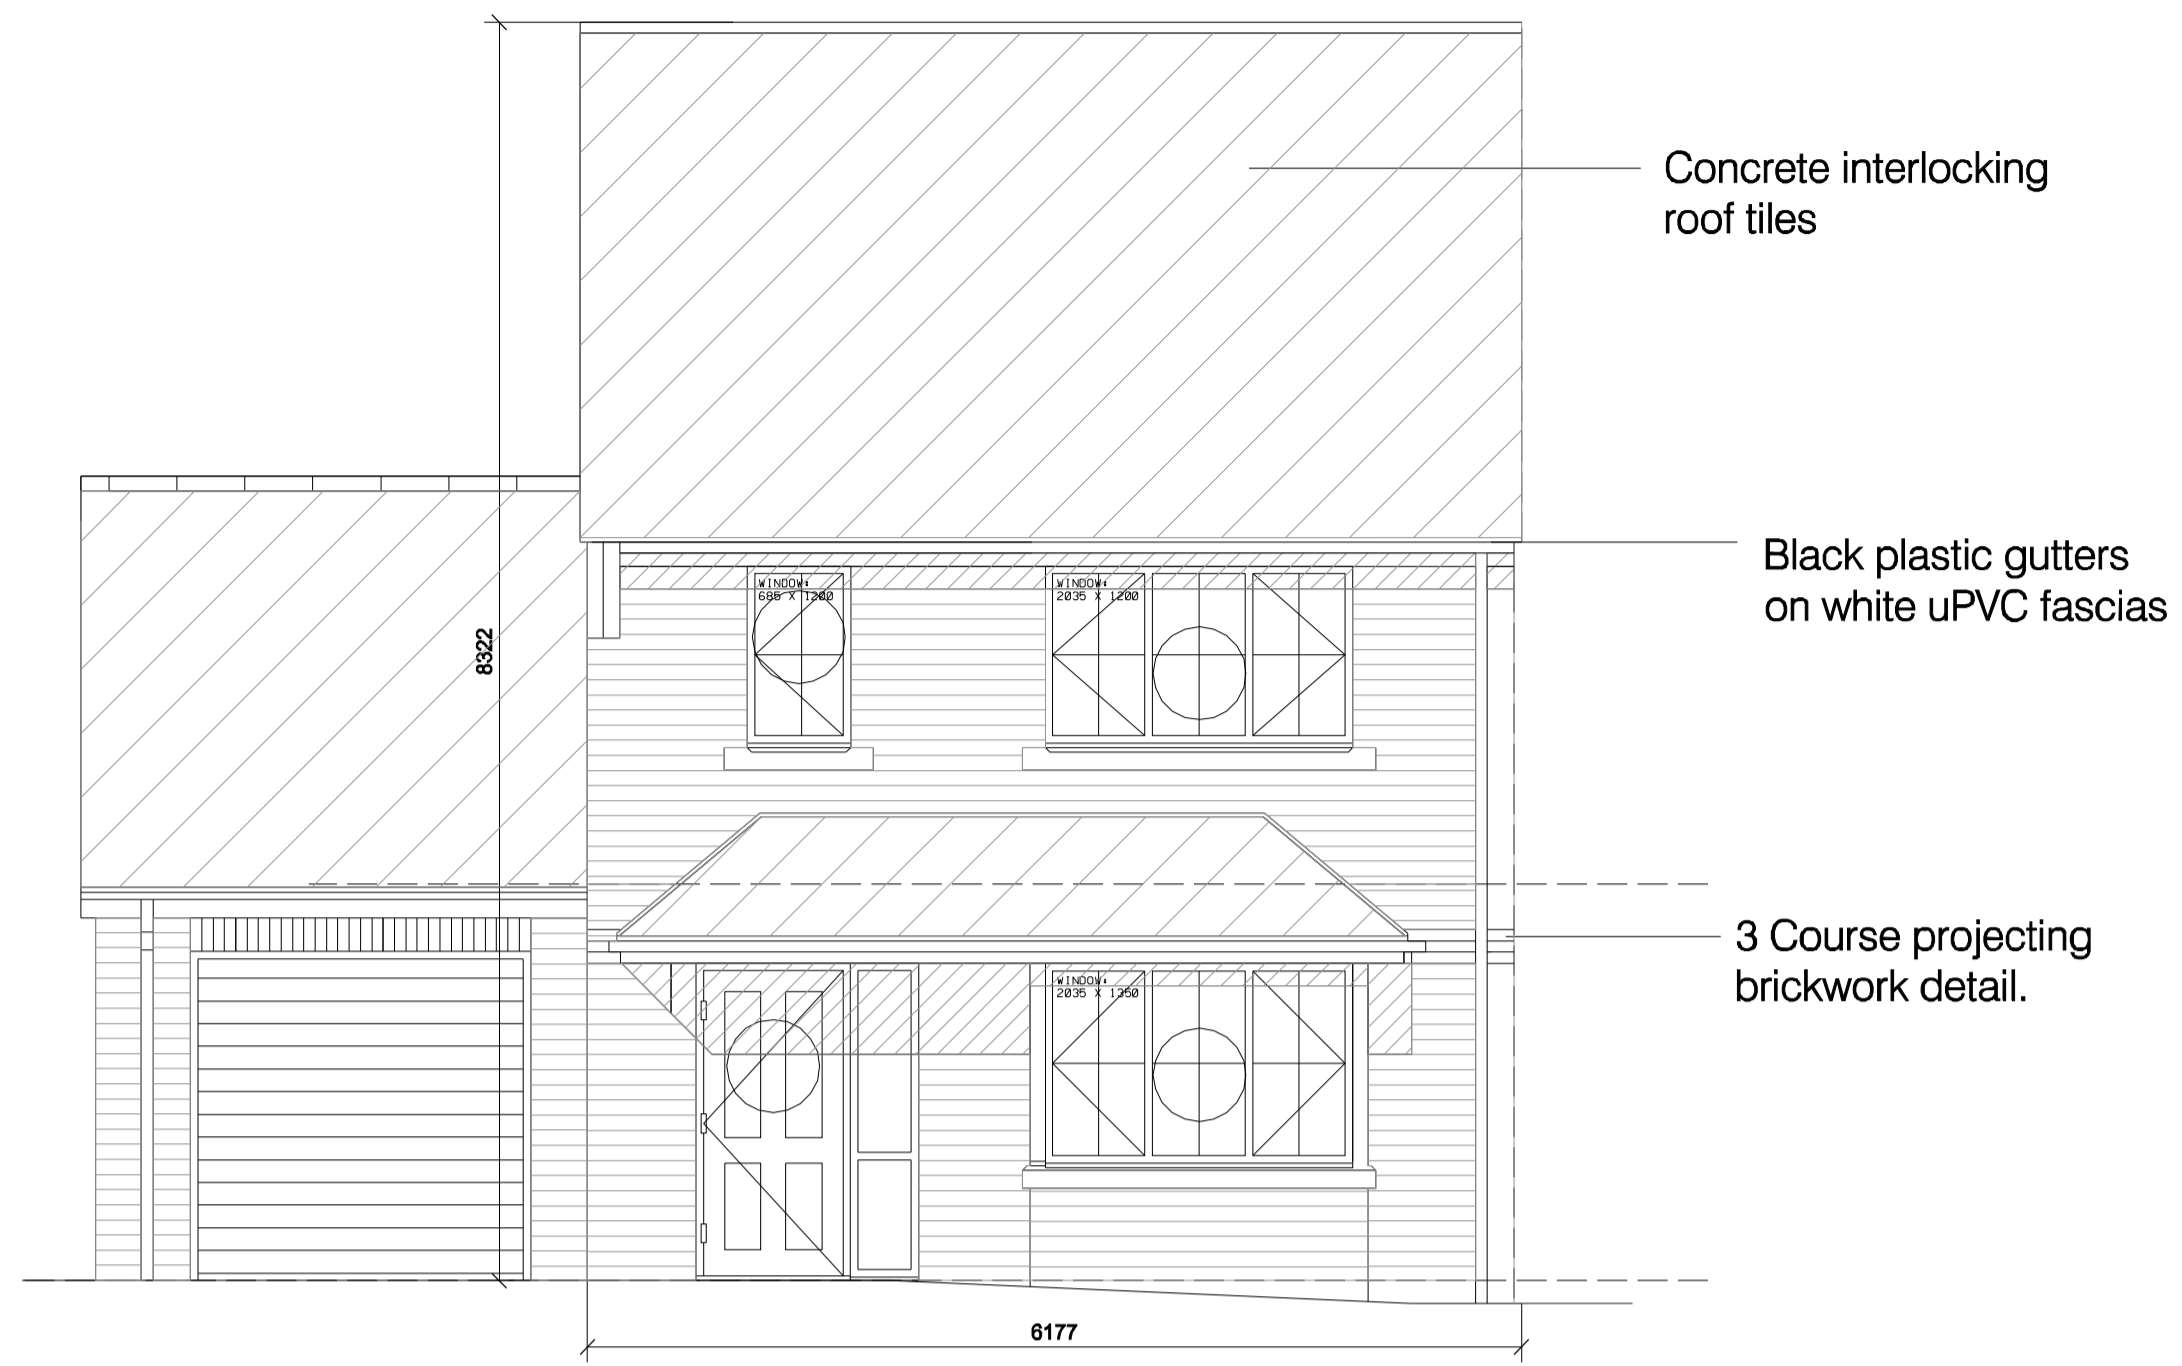 Concrete interlocking
roof tiles
Black plastic gutters
on white uPVC fascias
WINDOW:
685 X 1200
WINDOW:
2035 X 1200
8322
3 Course projecting
brickwork detail.
WINDOW:
2035 X 1350
6177